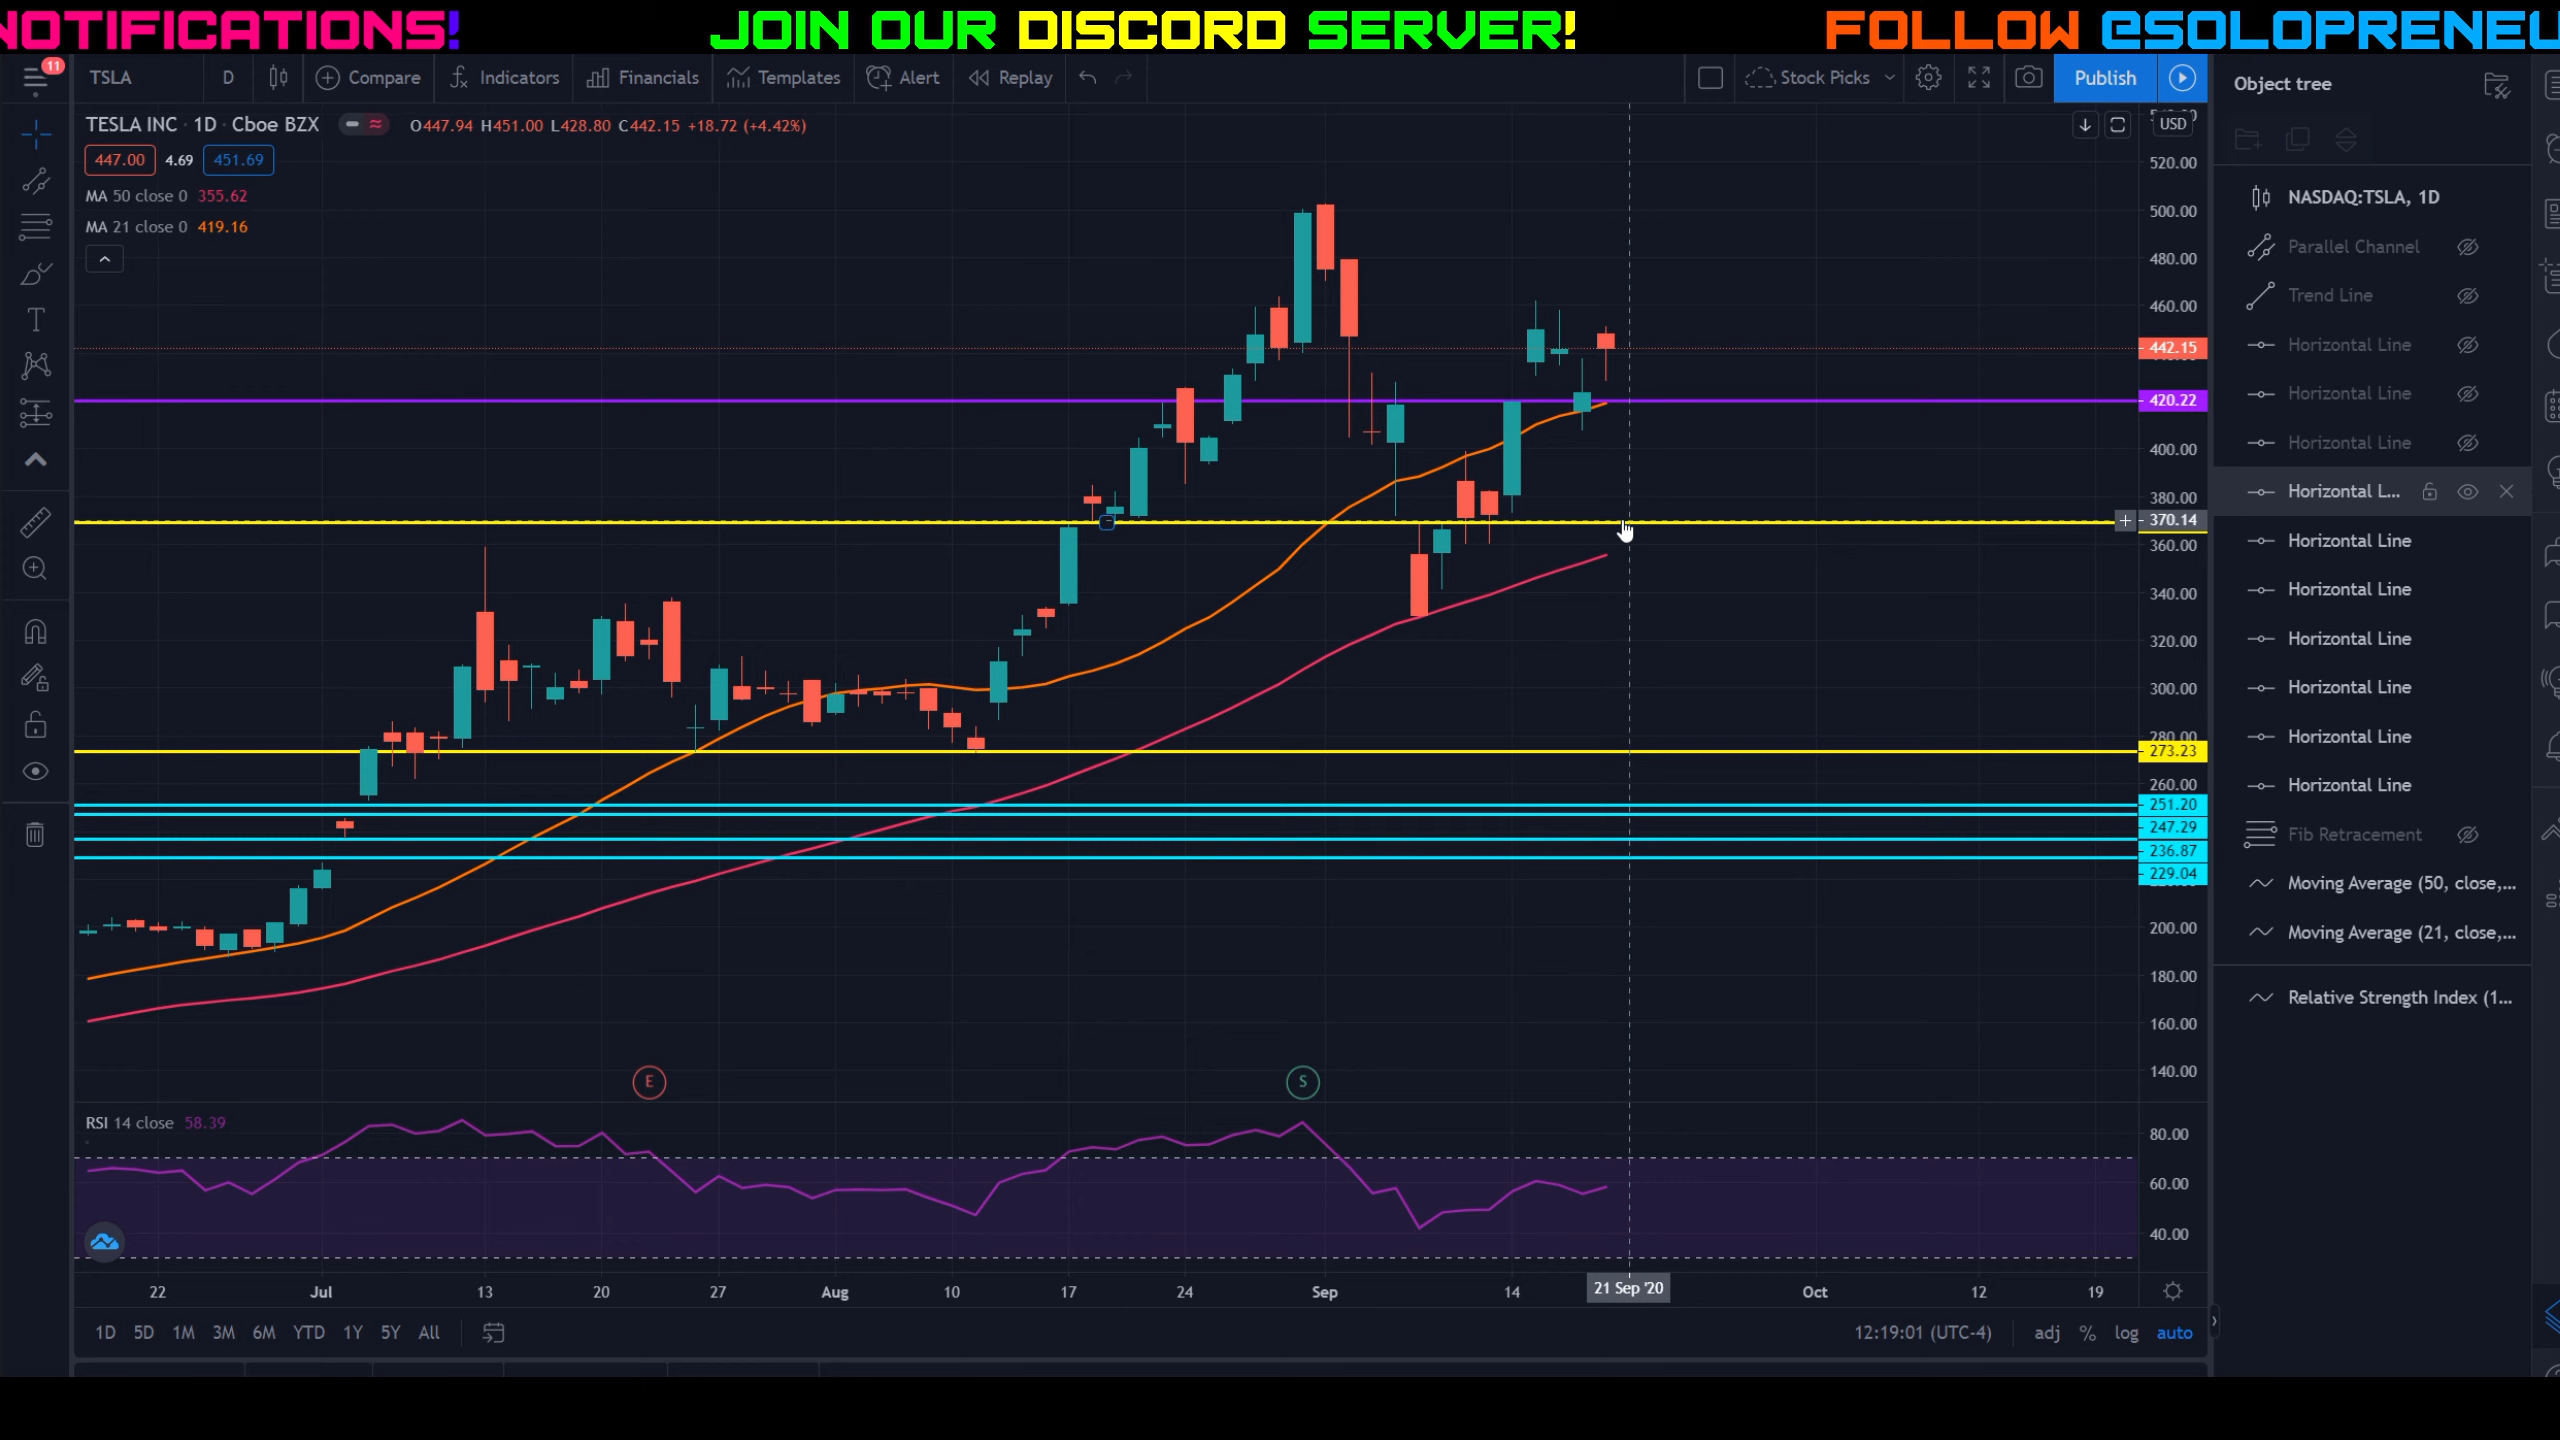 NOTIFICATIONS! JOIN OUR DISCORD SERVER! FOLLOW @SOLOPRENEU
11
TSLA D Compare Indicators Financials Templates Alert Replay Stock Picks Publish
Object tree
TESLA INC · 1D · Cboe BZX O447.94 H451.00 L428.80 C442.15 +18.72 (+4.42%)
USD
447.00 4.69 451.69
MA 50 close 0 355.62
MA 21 close 0 419.16
520.00
500.00
480.00
460.00
442.15
420.22
400.00
380.00
370.14
360.00
340.00
320.00
300.00
280.00
273.23
260.00
251.20
247.29
236.87
229.04
200.00
180.00
160.00
140.00
NASDAQ:TSLA, 1D
Parallel Channel
Trend Line
Horizontal Line
Horizontal Line
Horizontal Line
Horizontal L...
Horizontal Line
Horizontal Line
Horizontal Line
Horizontal Line
Horizontal Line
Horizontal Line
Fib Retracement
Moving Average (50, close,...
Moving Average (21, close,...
Relative Strength Index (1...
E S
RSI 14 close 58.39
80.00
60.00
40.00
22 Jul 13 20 27 Aug 10 17 24 Sep 14 21 Sep '20 Oct 12 19
1D 5D 1M 3M 6M YTD 1Y 5Y All 12:19:01 (UTC-4) adj % log auto